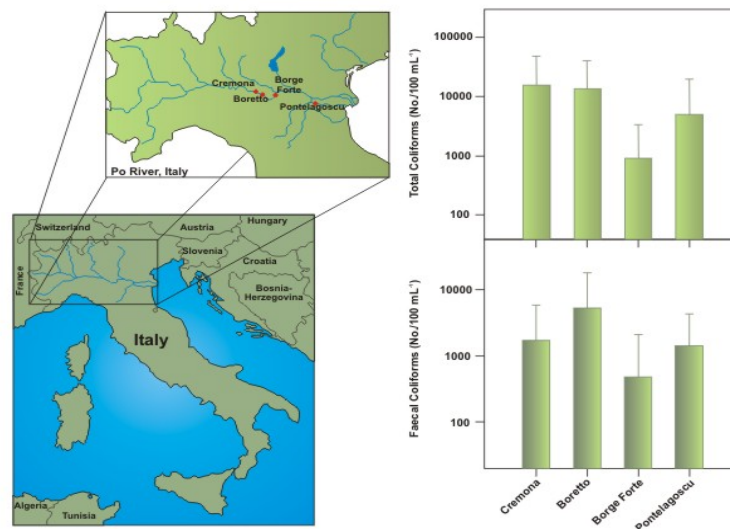 Cremona
Borge
Forte
Boretto
Pontelagoscu
Po River, Italy
Switzerland
Austria
Hungary
Slovenia
Croatia
France
Bosnia-
Herzegovina
Italy
Algeria
Tunisia
Total Coliforms (No./100 mL⁻¹)
100000
10000
1000
100
Faecal Coliforms (No./100 mL⁻¹)
10000
1000
100
Cremona
Boretto
Borge Forte
Pontelagoscu